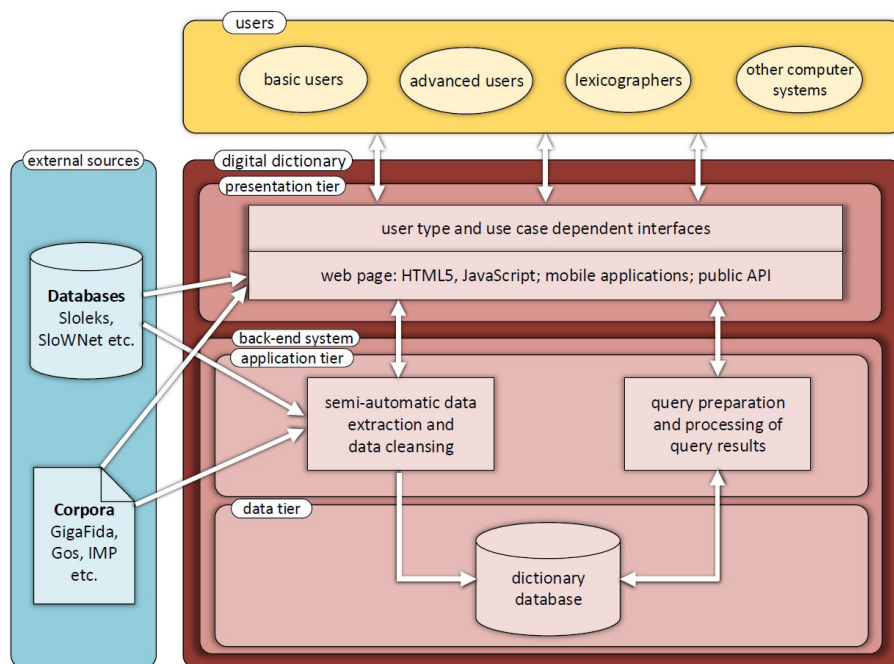 users
basic users
advanced users
lexicographers
other computer
systems
external sources
Databases
Sloleks,
SloWNet etc.
Corpora
GigaFida,
Gos, IMP
etc.
digital dictionary
presentation tier
user type and use case dependent interfaces
web page: HTML5, JavaScript; mobile applications; public API
back-end system
application tier
semi-automatic data
extraction and
data cleansing
query preparation
and processing of
query results
data tier
dictionary
database